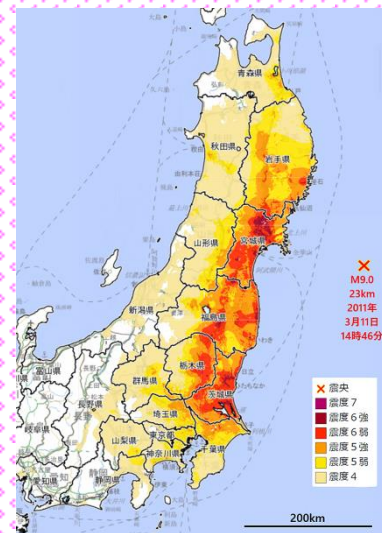 青森県
秋田県
岩手県
山形県
宮城県
新潟県
福島県
栃木県
群馬県
茨城県
富山県
長野県
埼玉県
岐阜県
山梨県
東京都
神奈川県
千葉県
静岡県
愛知県
M9.0
23km
2011年
3月11日
14時46分
震央
震度7
震度6強
震度6弱
震度5強
震度5弱
震度4
200km